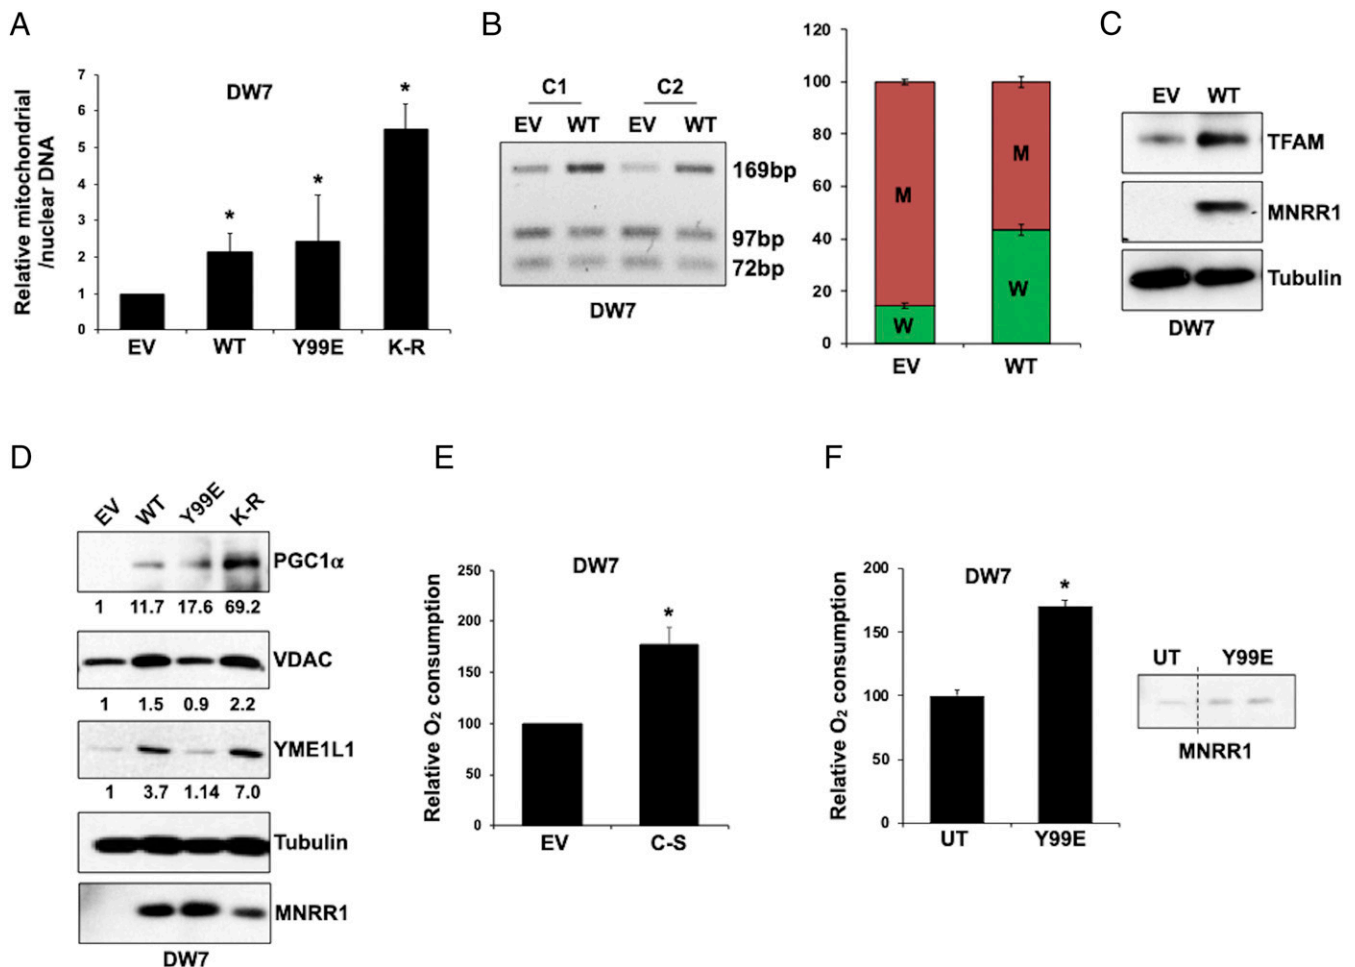 A
DW7
Relative mitochondrial
/nuclear DNA
7
6
5
4
3
2
1
0
*
*
*
EV WT Y99E K-R
B
C1 C2
EV WT EV WT
169bp
97bp
72bp
DW7
120
100
80
60
40
20
0
M
W
M
W
EV WT
C
EV WT
TFAM
MNRR1
Tubulin
DW7
D
EV WT Y99E K-R
PGC1α
1 11.7 17.6 69.2
VDAC
1 1.5 0.9 2.2
YME1L1
1 3.7 1.14 7.0
Tubulin
MNRR1
DW7
E
DW7
Relative O₂ consumption
250
200
150
100
50
0
*
EV C-S
F
DW7
Relative O₂ consumption
200
150
100
50
0
*
UT Y99E
UT Y99E
MNRR1